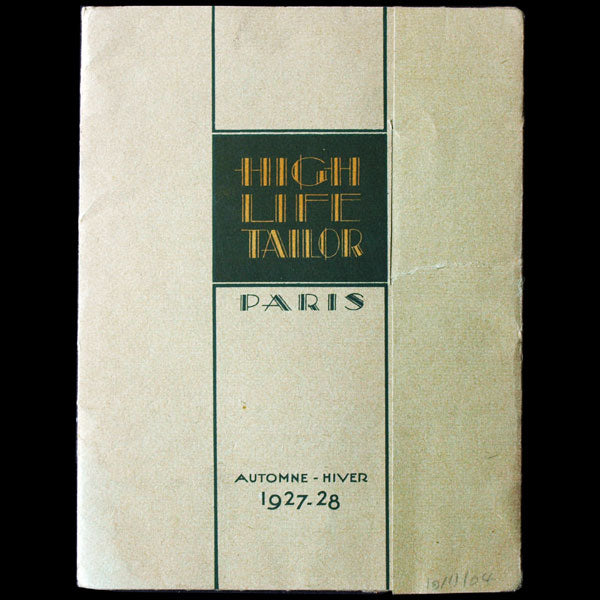 HIGH
LIFE
TAILOR
PARIS
AUTOMNE - HIVER
1927-28